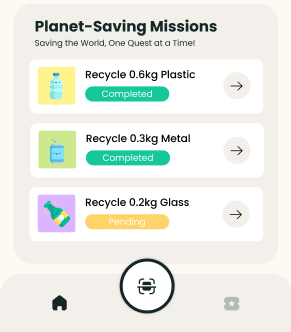 Planet-Saving Missions
Saving the World, One Quest at a Time!
Recycle 0.6kg Plastic
Completed
Recycle 0.3kg Metal
Completed
Recycle 0.2kg Glass
Pending